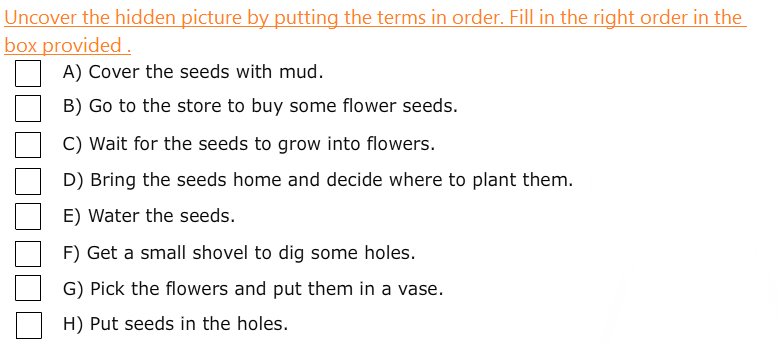 Uncover the hidden picture by putting the terms in order. Fill in the right order in the
box provided .
A) Cover the seeds with mud.
B) Go to the store to buy some flower seeds.
C) Wait for the seeds to grow into flowers.
D) Bring the seeds home and decide where to plant them.
E) Water the seeds.
F) Get a small shovel to dig some holes.
G) Pick the flowers and put them in a vase.
H) Put seeds in the holes.